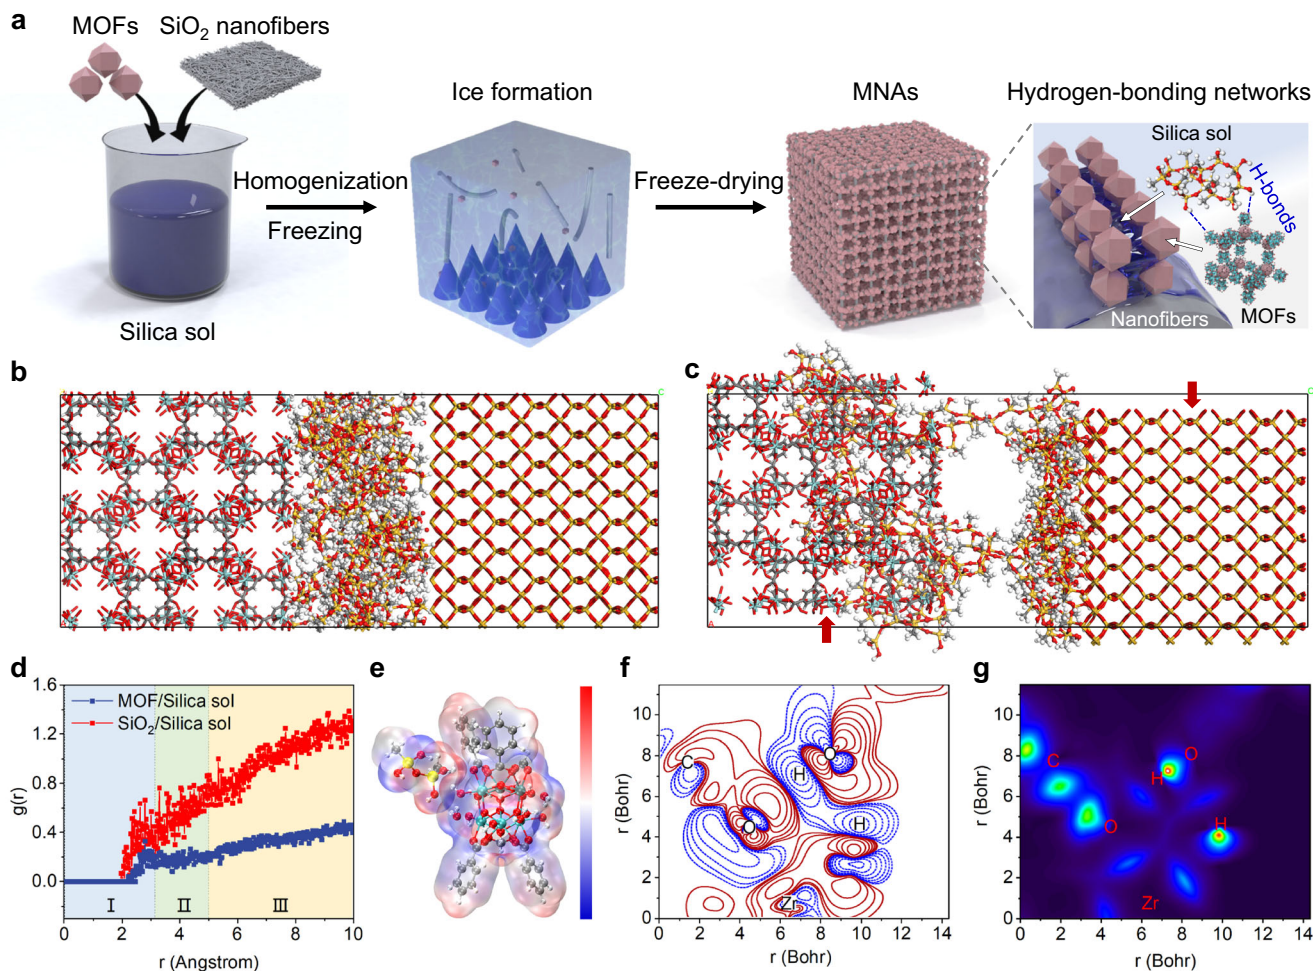 a
MOFs
SiO₂ nanofibers
Silica sol
Homogenization
Freezing
Ice formation
Freeze-drying
MNAs
Hydrogen-bonding networks
Silica sol
H-bonds
Nanofibers
MOFs
b
C
A
c
C
A
d
1.6
1.2
0.8
0.4
0.0
g(r)
MOF/Silica sol
SiO₂/Silica sol
I
II
III
0 2 4 6 8 10
r (Angstrom)
e
f
10
8
6
4
2
0
r (Bohr)
C
O
H
O
H
Zr
0 2 4 6 8 10 12 14
r (Bohr)
g
10
8
6
4
2
0
r (Bohr)
C
O
H
O
H
Zr
0 2 4 6 8 10 12 14
r (Bohr)